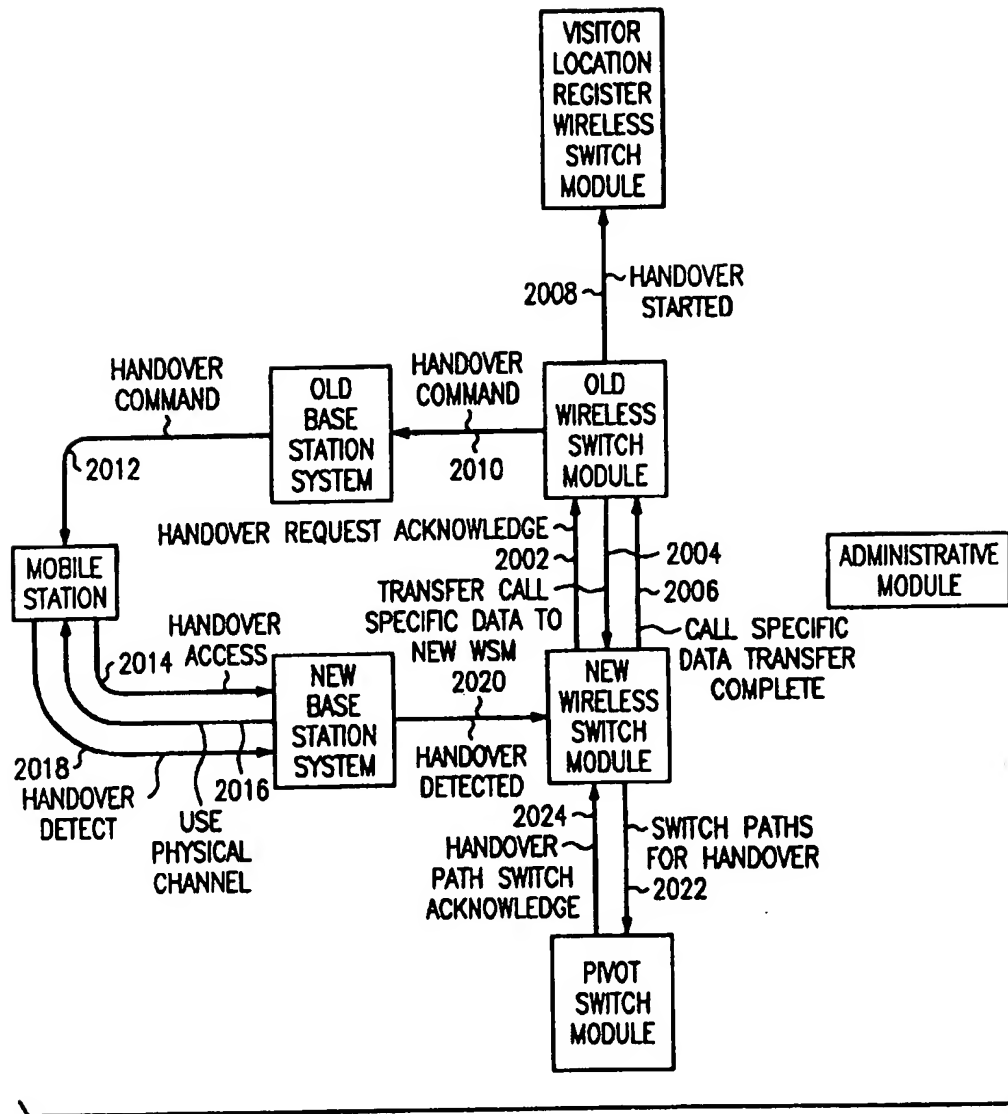 VISITOR
LOCATION
REGISTER
WIRELESS
SWITCH
MODULE
2008
HANDOVER
STARTED
HANDOVER
COMMAND
OLD
BASE
STATION
SYSTEM
HANDOVER
COMMAND
OLD
WIRELESS
SWITCH
MODULE
2012
2010
HANDOVER REQUEST ACKNOWLEDGE
2002
2004
MOBILE
STATION
TRANSFER CALL
SPECIFIC DATA TO
NEW WSM
2006
ADMINISTRATIVE
MODULE
HANDOVER
ACCESS
2014
CALL SPECIFIC
DATA TRANSFER
COMPLETE
NEW
BASE
STATION
SYSTEM
2020
HANDOVER
DETECTED
NEW
WIRELESS
SWITCH
MODULE
2018
HANDOVER
DETECT
2016
USE
PHYSICAL
CHANNEL
2024
HANDOVER
PATH SWITCH
ACKNOWLEDGE
SWITCH PATHS
FOR HANDOVER
2022
PIVOT
SWITCH
MODULE